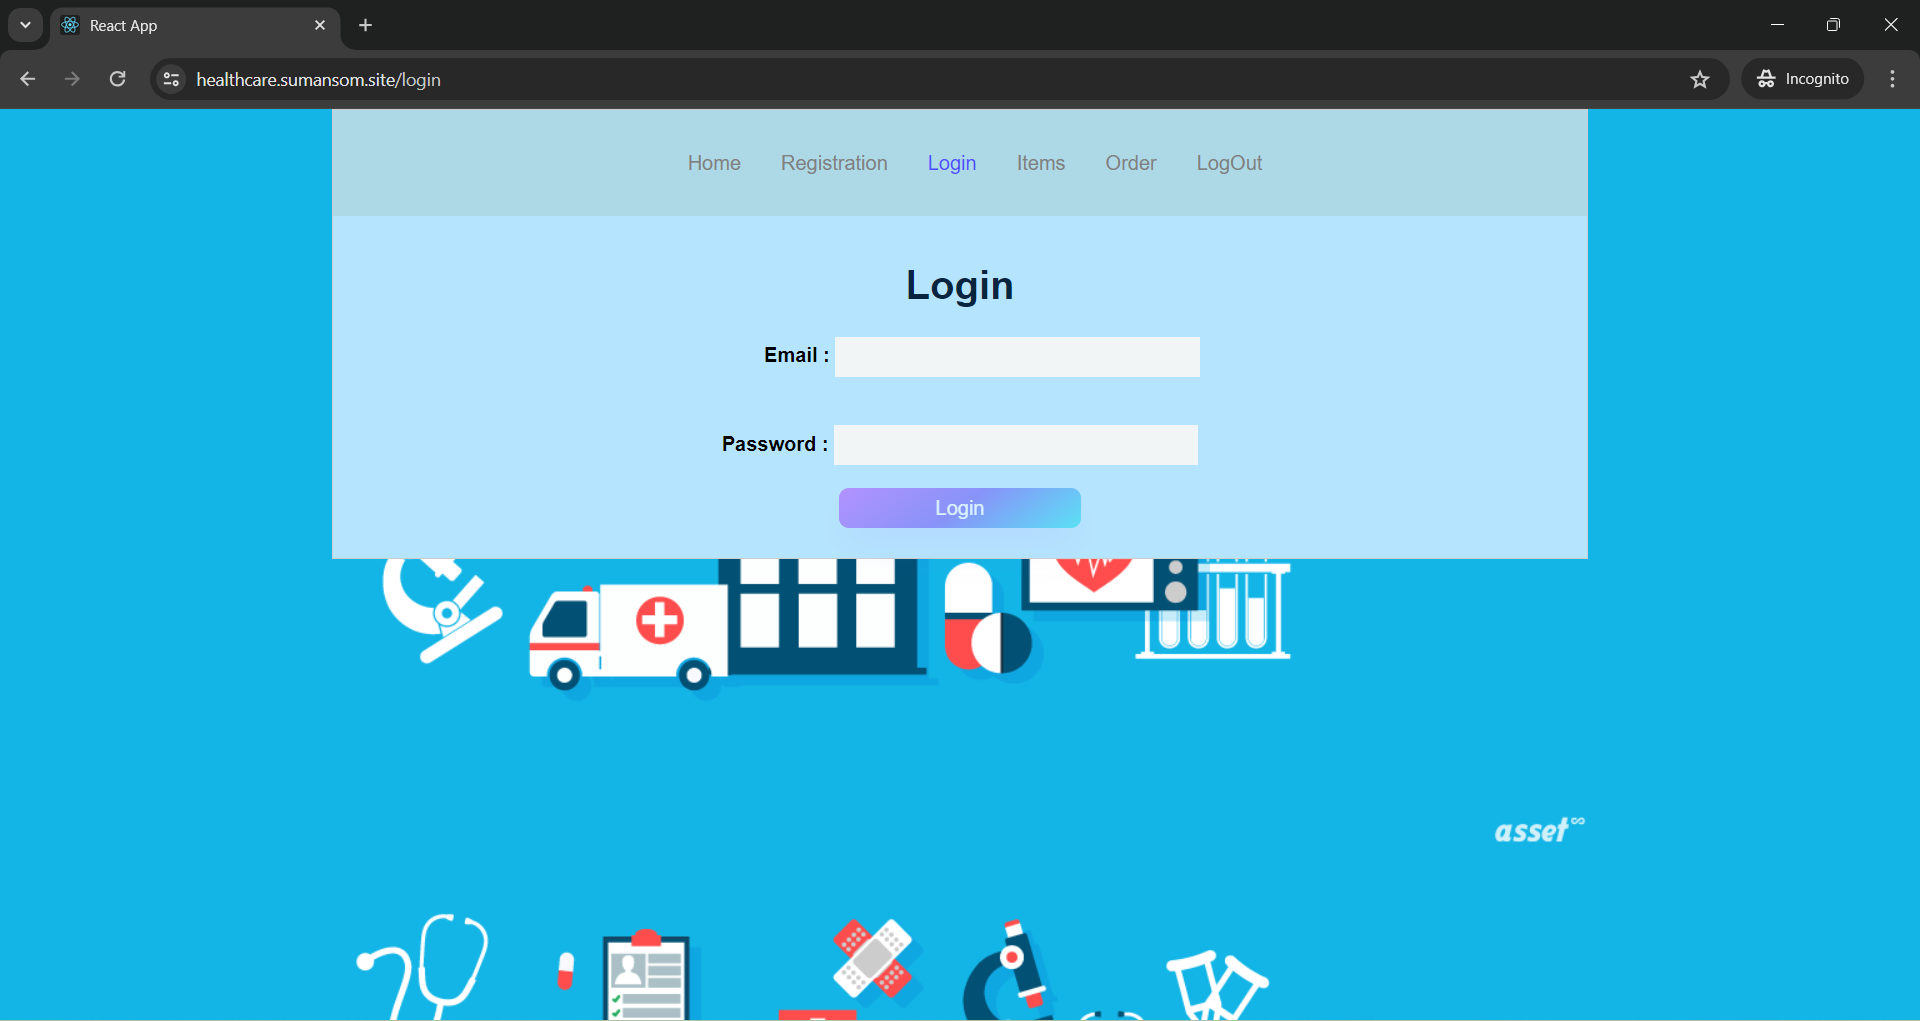 React App
healthcare.sumansom.site/login
Incognito
Home Registration Login Items Order LogOut
Login
Email :
Password :
Login
asset∞